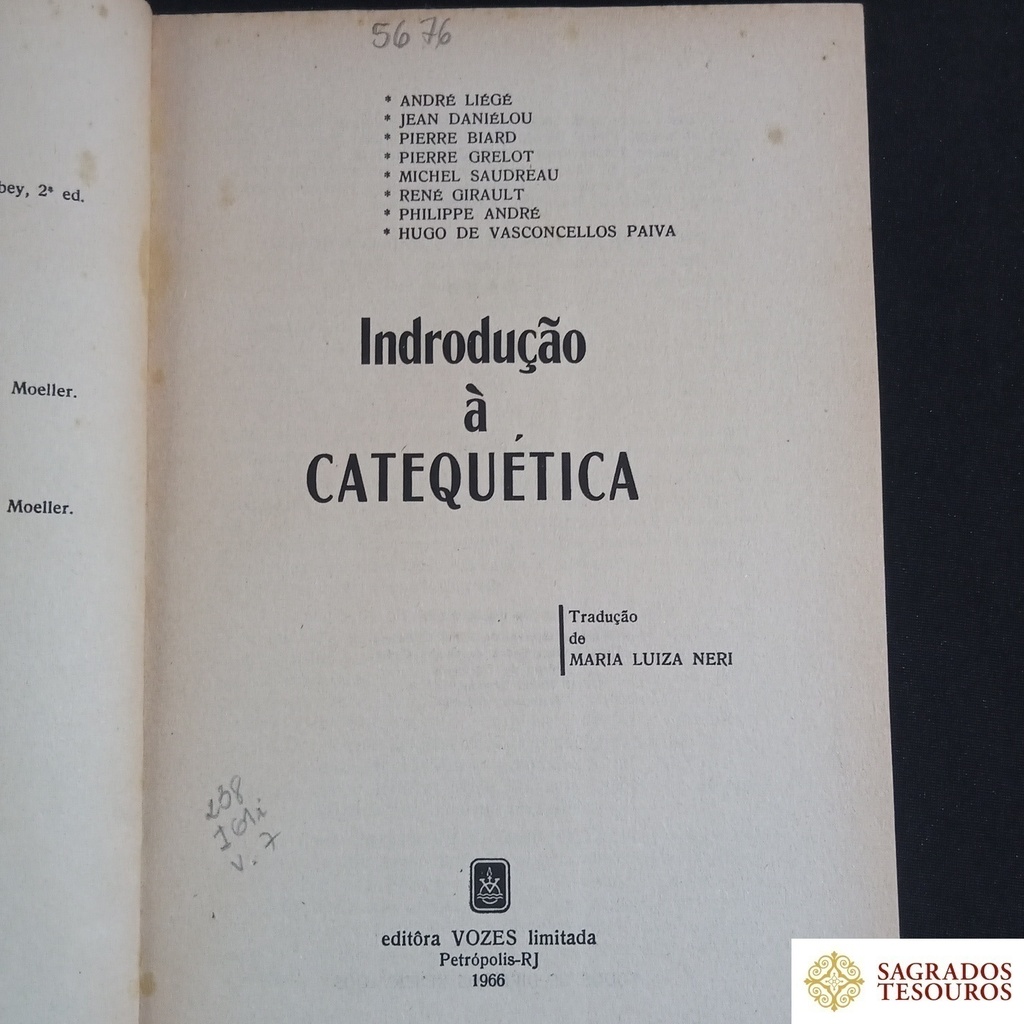 bey, 2ª ed.
Moeller.
Moeller.
5676
* ANDRÉ LIÉGÉ
* JEAN DANIÉLOU
* PIERRE BIARD
* PIERRE GRELOT
* MICHEL SAUDRÉAU
* RENÉ GIRAULT
* PHILIPPE ANDRÉ
* HUGO DE VASCONCELLOS PAIVA
Indrodução
à
CATEQUÉTICA
Tradução
de
MARIA LUIZA NERI
238
I61i
v. 7
editôra VOZES limitada
Petrópolis-RJ
1966
SAGRADOS
TESOUROS